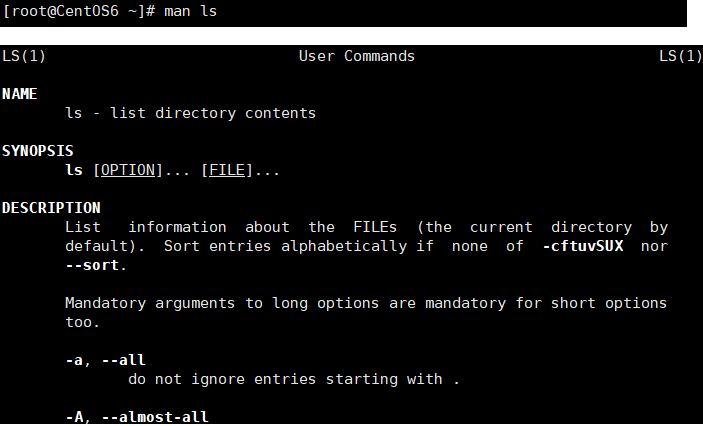 [root@CentOS6 ~]# man ls
LS(1) User Commands LS(1)
NAME
ls - list directory contents
SYNOPSIS
ls [OPTION]... [FILE]...
DESCRIPTION
List information about the FILEs (the current directory by
default). Sort entries alphabetically if none of -cftuvSUX nor
--sort.
Mandatory arguments to long options are mandatory for short options
too.
-a, --all
do not ignore entries starting with .
-A, --almost-all